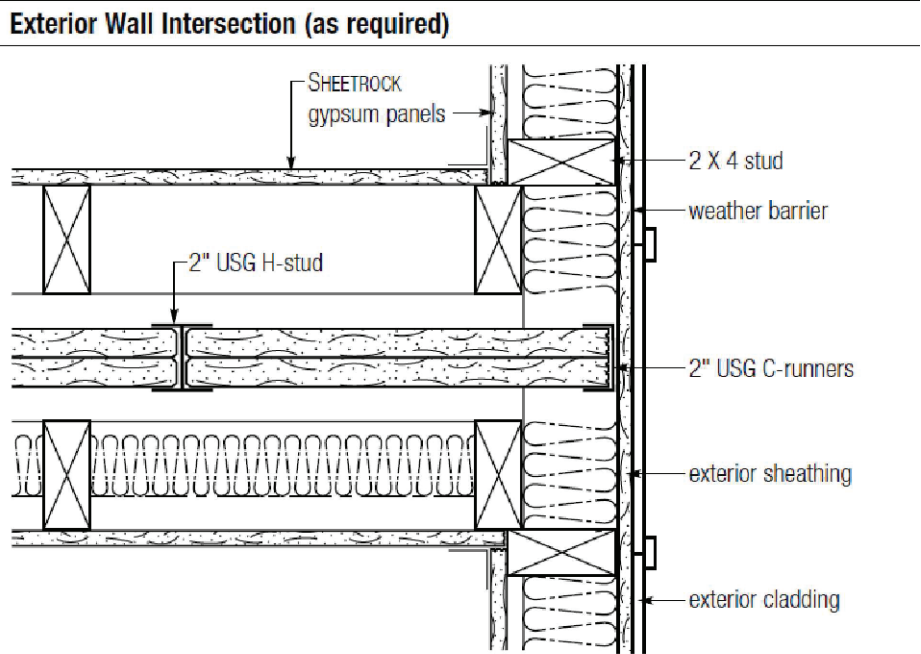 Exterior Wall Intersection (as required)
SHEETROCK
gypsum panels
2 X 4 stud
weather barrier
2" USG H-stud
2" USG C-runners
exterior sheathing
exterior cladding